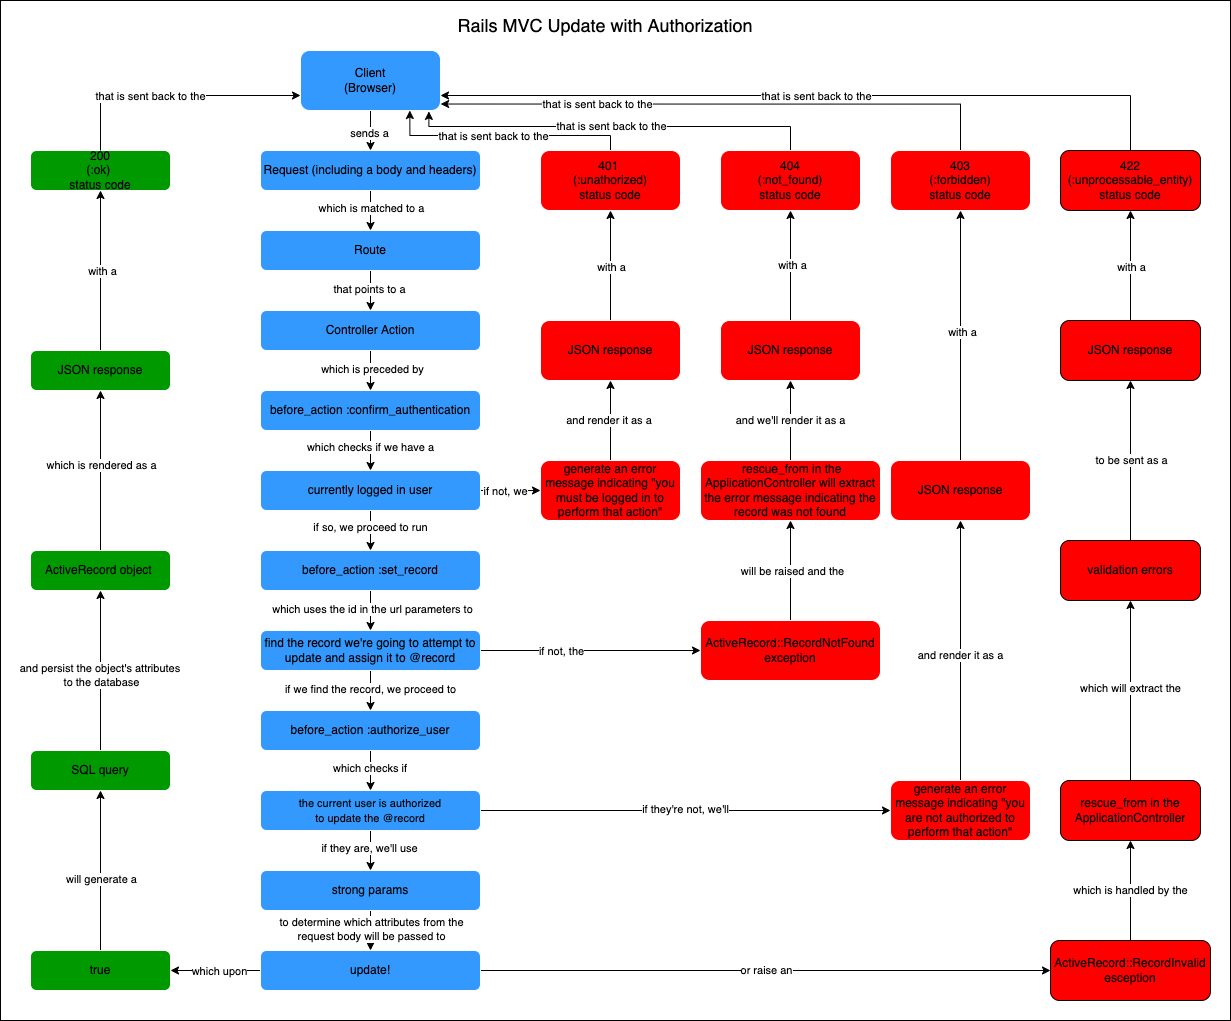 Rails MVC Update with Authorization
Client
(Browser)
that is sent back to the
that is sent back to the
that is sent back to the
that is sent back to the
that is sent back to the
sends a
200
(:ok)
status code
Request (including a body and headers)
401
(:unathorized)
status code
404
(:not_found)
status code
403
(:forbidden)
status code
422
(:unprocessable_entity)
status code
which is matched to a
Route
with a
with a
with a
with a
that points to a
Controller Action
with a
JSON response
JSON response
JSON response
JSON response
which is preceded by
before_action :confirm_authentication
and render it as a
and we'll render it as a
which checks if we have a
which is rendered as a
to be sent as a
currently logged in user
if not, we
generate an error
message indicating "you
must be logged in to
perform that action"
rescue_from in the
ApplicationController will extract
the error message indicating the
record was not found
JSON response
if so, we proceed to run
ActiveRecord object
before_action :set_record
will be raised and the
validation errors
which uses the id in the url parameters to
find the record we're going to attempt to
update and assign it to @record
if not, the
ActiveRecord::RecordNotFound
exception
and render it as a
and persist the object's attributes
to the database
if we find the record, we proceed to
which will extract the
before_action :authorize_user
SQL query
which checks if
the current user is authorized
to update the @record
if they're not, we'll
generate an error
message indicating "you
are not authorized to
perform that action"
rescue_from in the
ApplicationController
if they are, we'll use
will generate a
strong params
which is handled by the
to determine which attributes from the
request body will be passed to
true
which upon
update!
or raise an
ActiveRecord::RecordInvalid
exception